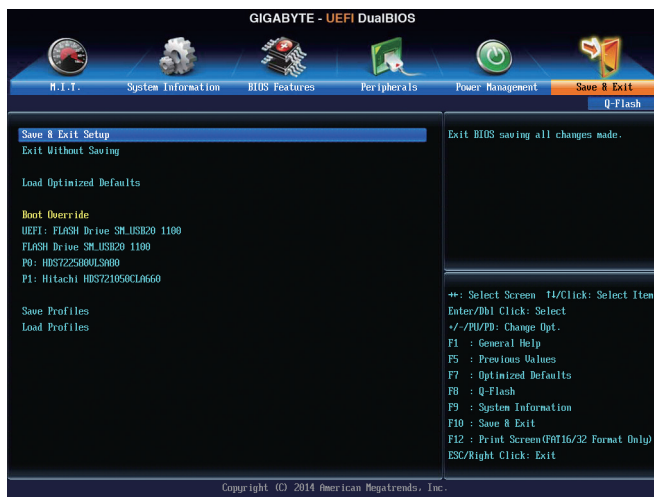 GIGABYTE - UEFI DualBIOS
M.I.T.
System Information
BIOS Features
Peripherals
Power Management
Save & Exit
Q-Flash
Save & Exit Setup
Exit Without Saving
Load Optimized Defaults
Boot Override
UEFI: FLASH Drive SM_USB20 1100
FLASH Drive SM_USB20 1100
P0: HDS722580VLSA80
P1: Hitachi HDS721050CLA660
Save Profiles
Load Profiles
Exit BIOS saving all changes made.
→←: Select Screen ↑↓/Click: Select Item
Enter/Dbl Click: Select
+/-/PU/PD: Change Opt.
F1 : General Help
F5 : Previous Values
F7 : Optimized Defaults
F8 : Q-Flash
F9 : System Information
F10 : Save & Exit
F12 : Print Screen(FAT16/32 Format Only)
ESC/Right Click: Exit
Copyright (C) 2014 American Megatrends, Inc.